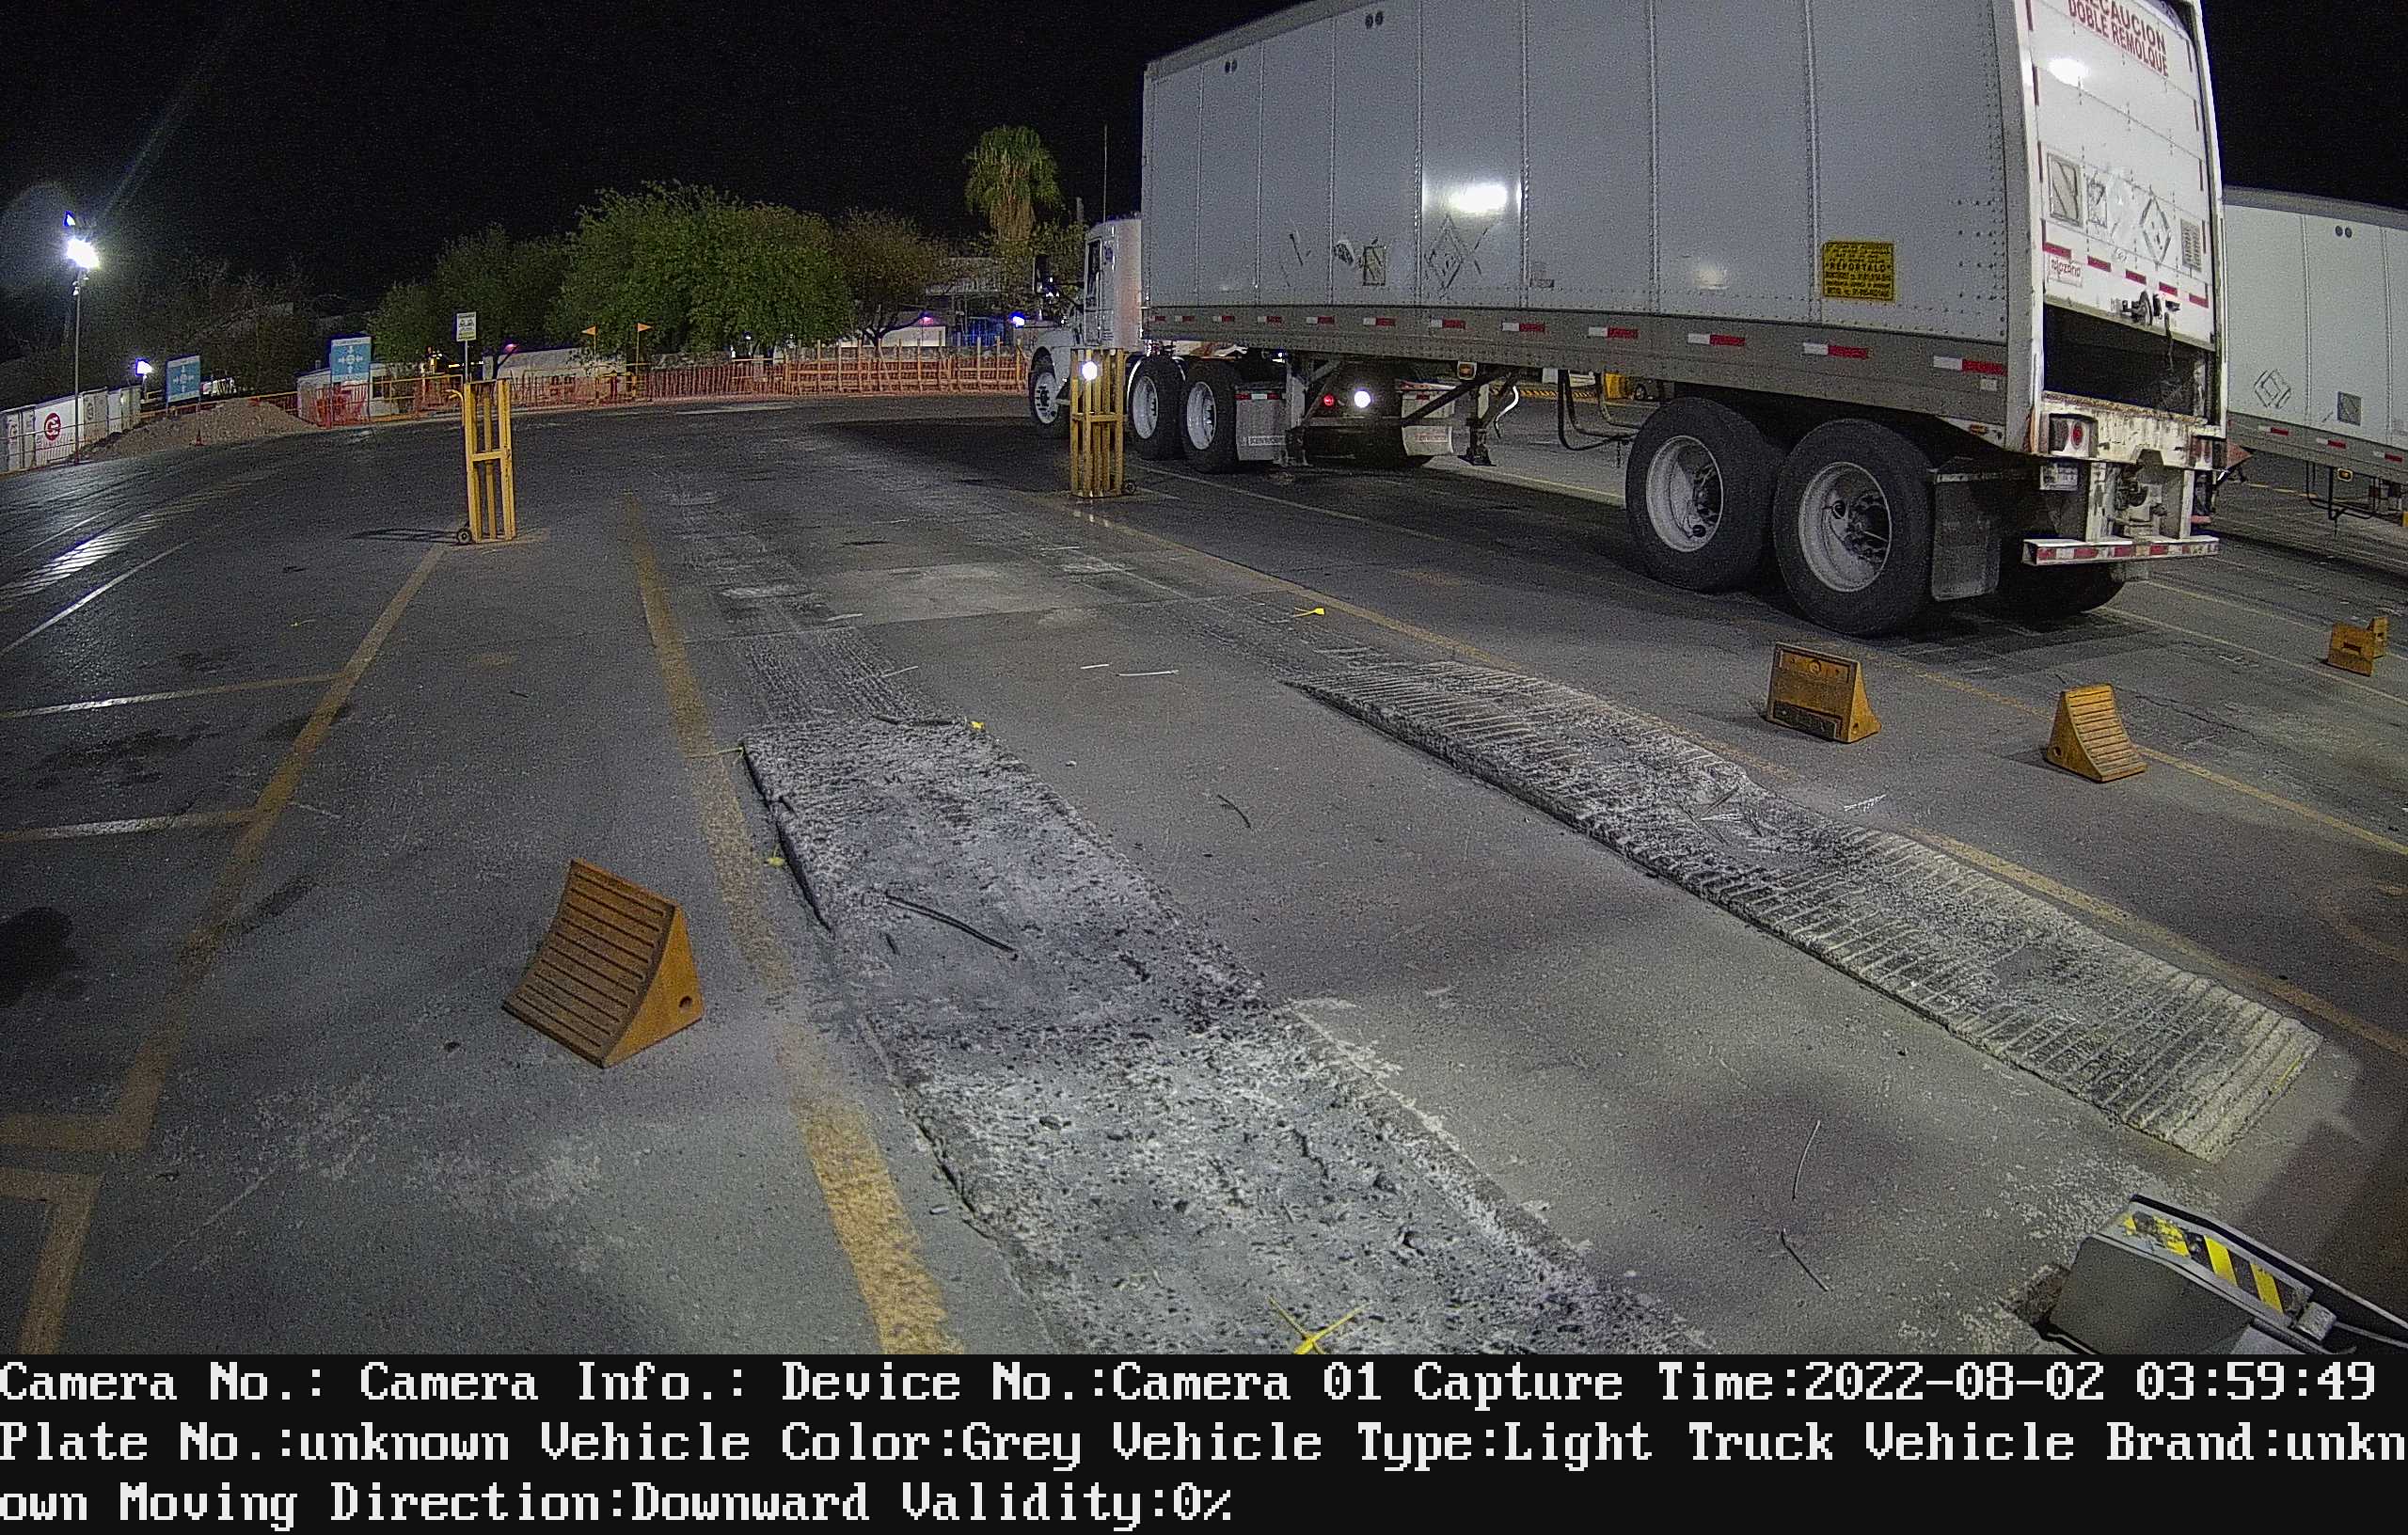 PRECAUCION
DOBLE REMOLQUE
REPORTALO
Camera No.: Camera Info.: Device No.:Camera 01 Capture Time:2022-08-02 03:59:49
Plate No.:unknown Vehicle Color:Grey Vehicle Type:Light Truck Vehicle Brand:unkn
own Moving Direction:Downward Validity:0%